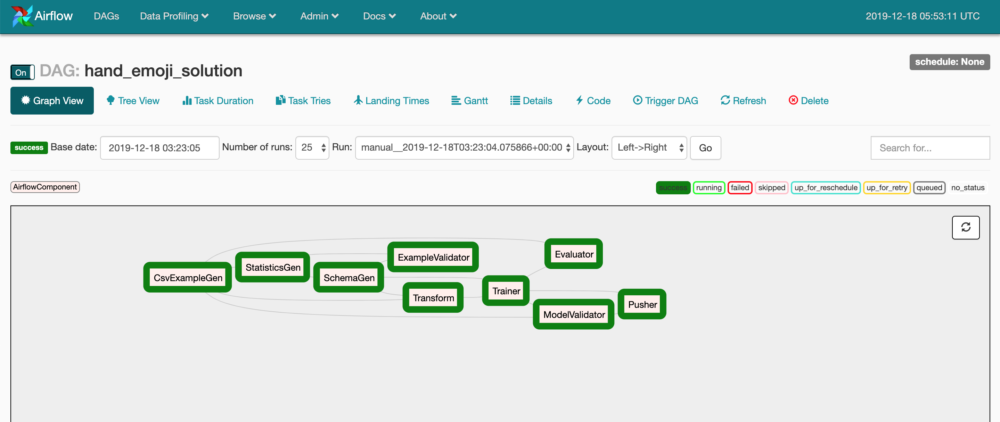 Airflow DAGs Data Profiling Browse Admin Docs About 2019-12-18 05:53:11 UTC
schedule: None
On DAG: hand_emoji_solution
Graph View Tree View Task Duration Task Tries Landing Times Gantt Details Code Trigger DAG Refresh Delete
success Base date: 2019-12-18 03:23:05 Number of runs: 25 Run: manual__2019-12-18T03:23:04.075866+00:00 Layout: Left->Right Go Search for...
AirflowComponent success running failed skipped up_for_reschedule up_for_retry queued no_status
Evaluator
ExampleValidator
StatisticsGen
CsvExampleGen SchemaGen
Trainer
Transform
Pusher
ModelValidator